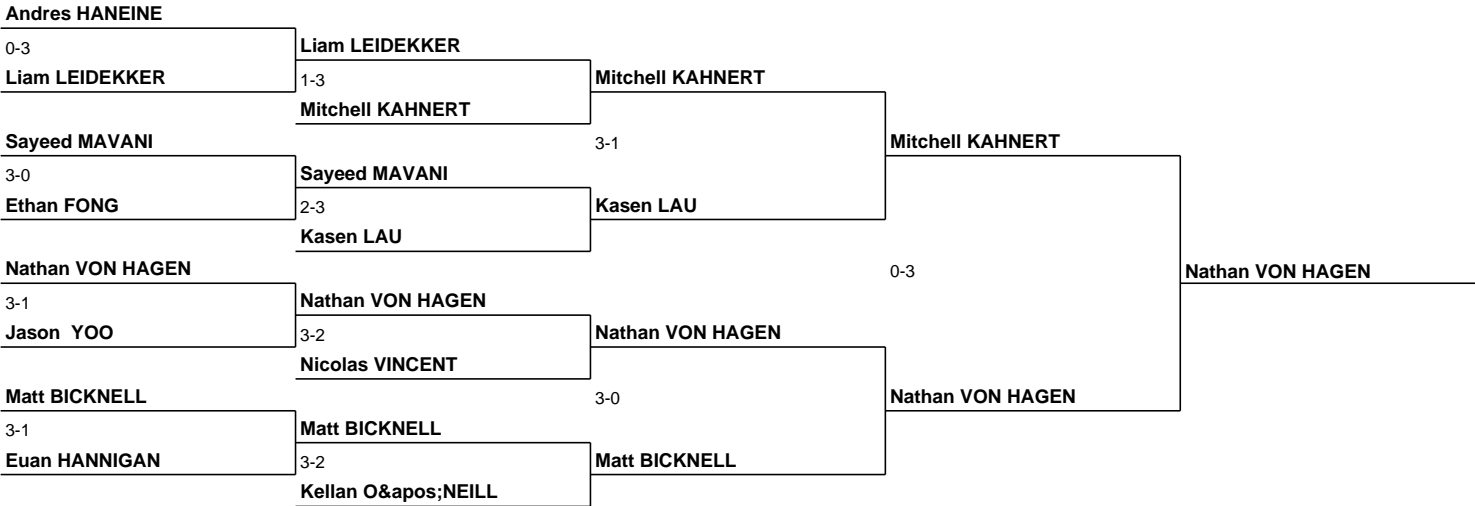 Andres HANEINE
0-3
Liam LEIDEKKER
Liam LEIDEKKER
1-3
Mitchell KAHNERT
Mitchell KAHNERT
Sayeed MAVANI
3-1
Mitchell KAHNERT
3-0
Sayeed MAVANI
Ethan FONG
2-3
Kasen LAU
Kasen LAU
Nathan VON HAGEN
0-3
Nathan VON HAGEN
3-1
Nathan VON HAGEN
Jason  YOO
3-2
Nathan VON HAGEN
Nicolas VINCENT
Matt BICKNELL
3-0
Nathan VON HAGEN
3-1
Matt BICKNELL
Euan HANNIGAN
3-2
Matt BICKNELL
Kellan O&apos;NEILL